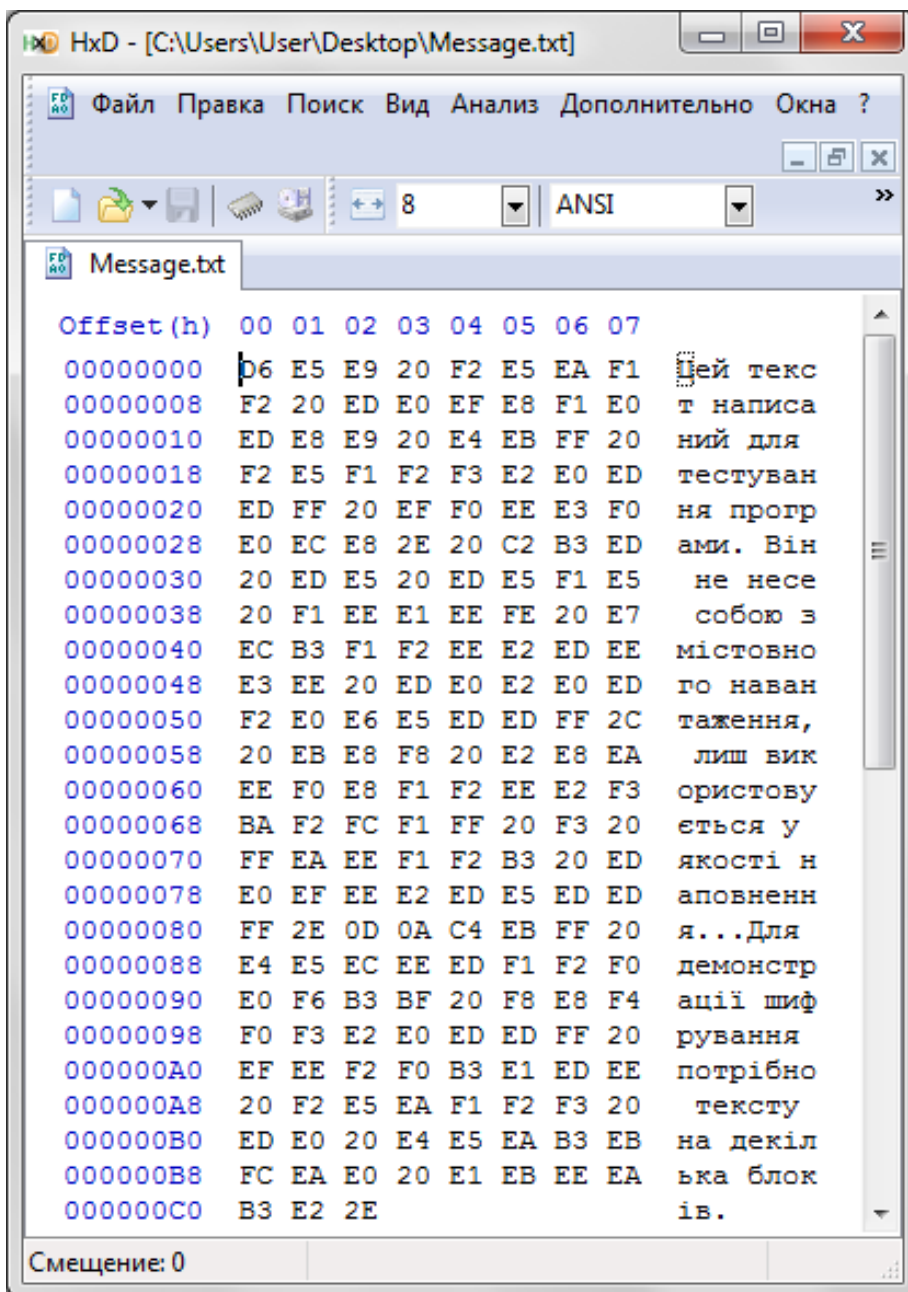 HxD - [C:\Users\User\Desktop\Message.txt]
Файл Правка Поиск Вид Анализ Дополнительно Окна ?
8 ANSI »
Message.txt
Offset(h) 00 01 02 03 04 05 06 07
00000000 D6 E5 E9 20 F2 E5 EA F1 Цей текс
00000008 F2 20 ED E0 EF E8 F1 E0 т написа
00000010 ED E8 E9 20 E4 EB FF 20 ний для
00000018 F2 E5 F1 F2 F3 E2 E0 ED тестуван
00000020 ED FF 20 EF F0 EE E3 F0 ня прогр
00000028 E0 EC E8 2E 20 C2 B3 ED ами. Він
00000030 20 ED E5 20 ED E5 F1 E5 не несе
00000038 20 F1 EE E1 EE FE 20 E7 собою з
00000040 EC B3 F1 F2 EE E2 ED EE містовно
00000048 E3 EE 20 ED E0 E2 E0 ED го наван
00000050 F2 E0 E6 E5 ED ED FF 2C таження,
00000058 20 EB E8 F8 20 E2 E8 EA лиш вик
00000060 EE F0 E8 F1 F2 EE E2 F3 ористову
00000068 BA F2 FC F1 FF 20 F3 20 ється у
00000070 FF EA EE F1 F2 B3 20 ED якості н
00000078 E0 EF EE E2 ED E5 ED ED аповненн
00000080 FF 2E 0D 0A C4 EB FF 20 я...Для
00000088 E4 E5 EC EE ED F1 F2 F0 демонстр
00000090 E0 F6 B3 BF 20 F8 E8 F4 ації шиф
00000098 F0 F3 E2 E0 ED ED FF 20 рування
000000A0 EF EE F2 F0 B3 E1 ED EE потрібно
000000A8 20 F2 E5 EA F1 F2 F3 20 тексту
000000B0 ED E0 20 E4 E5 EA B3 EB на декіл
000000B8 FC EA E0 20 E1 EB EE EA ька блок
000000C0 B3 E2 2E ів.
Смещение: 0